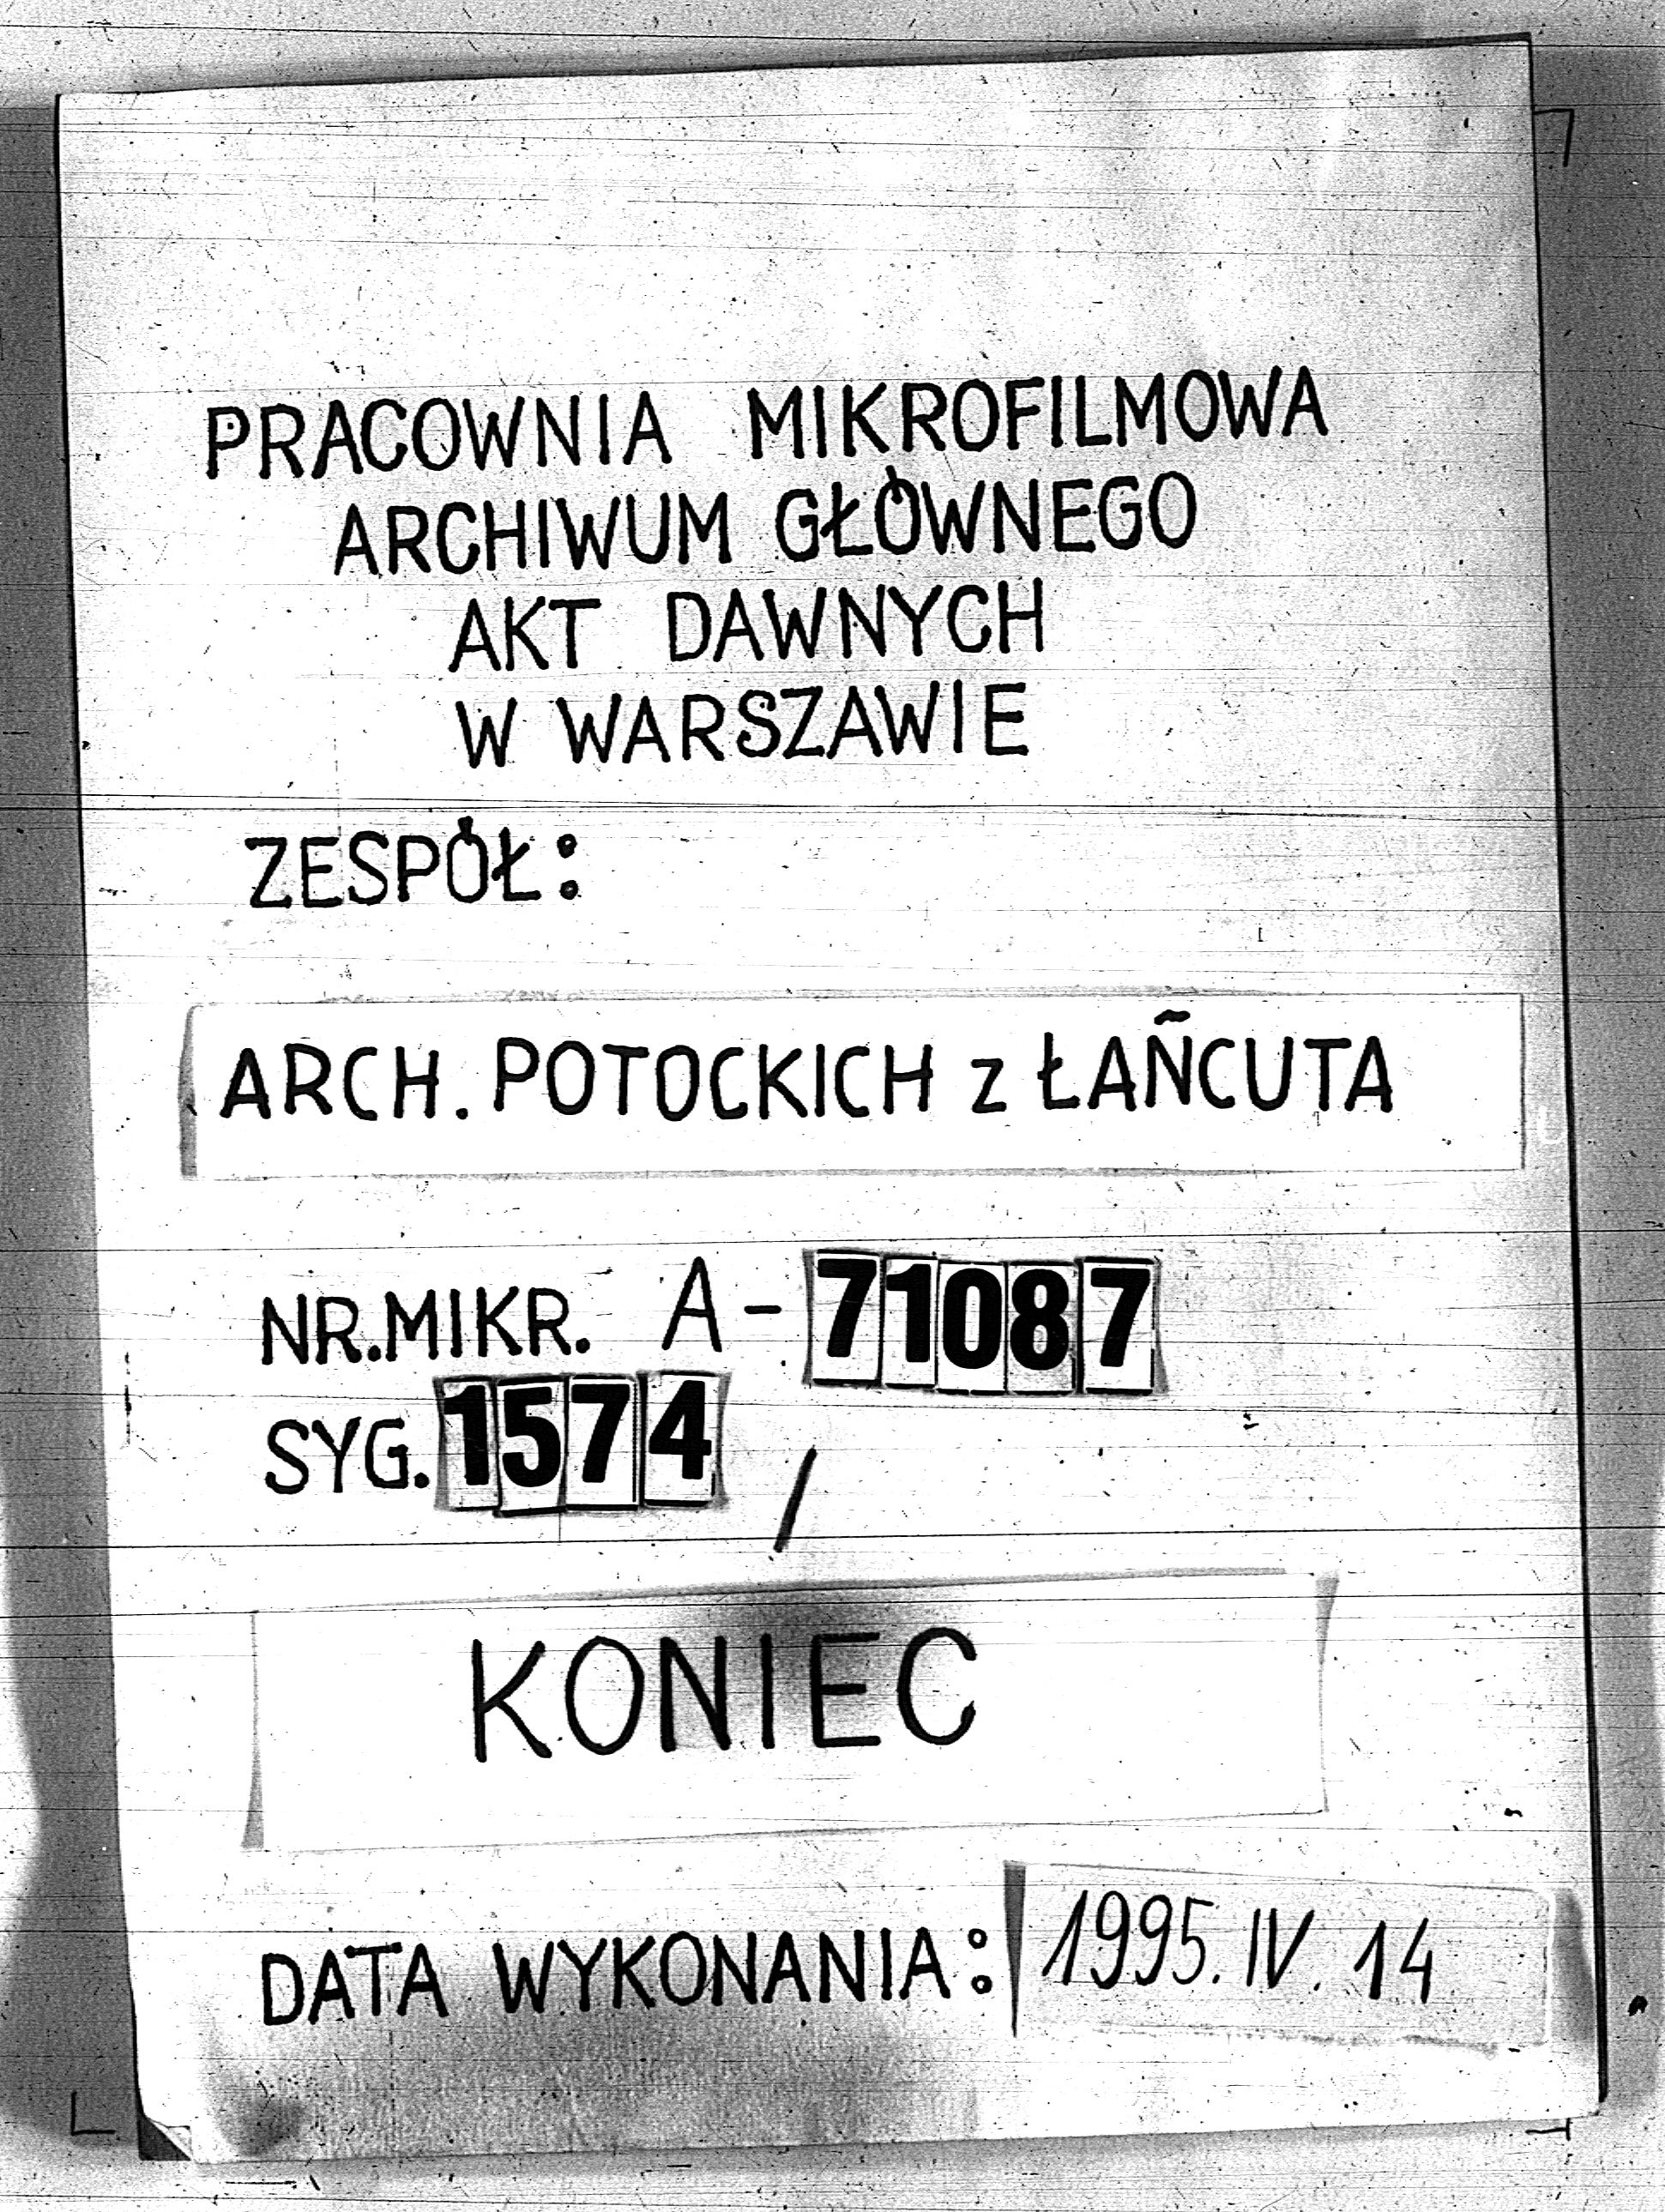 PRACOWNIA MIKROFILMOWA
ARCHIWUM GŁÓWNEGO
AKT DAWNYCH
W WARSZAWIE
ZESPÓŁ:
ARCH. POTOCKICH z ŁAŃCUTA
NR.MIKR. A-71087
SYG. 1574 /
KONIEC
DATA WYKONANIA: 1995.IV.14